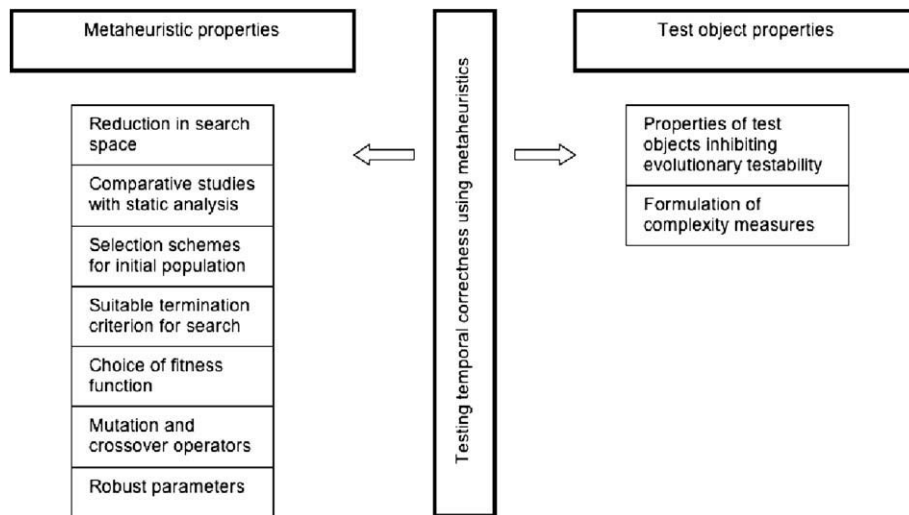 Metaheuristic properties
Reduction in search
space
Comparative studies
with static analysis
Selection schemes
for initial population
Suitable termination
criterion for search
Choice of fitness
function
Mutation and
crossover operators
Robust parameters
Testing temporal correctness using metaheuristics
Test object properties
Properties of test
objects inhibiting
evolutionary testability
Formulation of
complexity measures